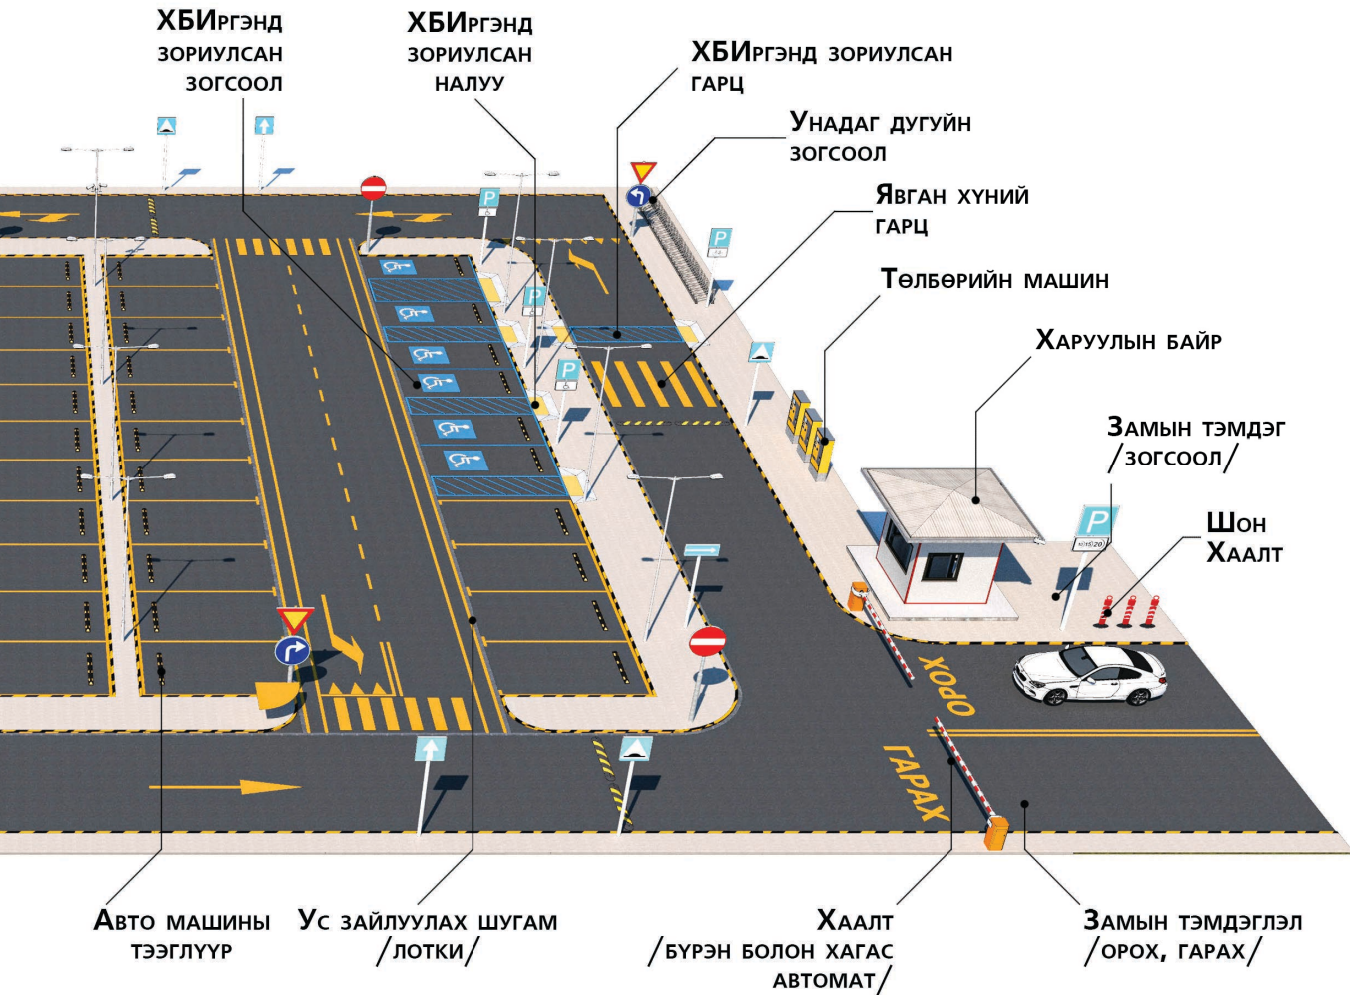 ХБИРГЭНД
ЗОРИУЛСАН
ЗОГСООЛ
ХБИРГЭНД
ЗОРИУЛСАН
НАЛУУ
ХБИРГЭНД ЗОРИУЛСАН
ГАРЦ
УНАДАГ ДУГУЙН
ЗОГСООЛ
ЯВГАН ХҮНИЙ
ГАРЦ
ТӨЛБӨРИЙН МАШИН
ХАРУУЛЫН БАЙР
ЗАМЫН ТЭМДЭГ
/ЗОГСООЛ/
ШОН
ХААЛТ
P
P
P
P
P
ОРОХ
ГАРАХ
АВТО МАШИНЫ
ТЭЭГЛҮҮР
УС ЗАЙЛУУЛАХ ШУГАМ
/ЛОТКИ/
ХААЛТ
/БҮРЭН БОЛОН ХАГАС
АВТОМАТ/
ЗАМЫН ТЭМДЭГЛЭЛ
/ОРОХ, ГАРАХ/